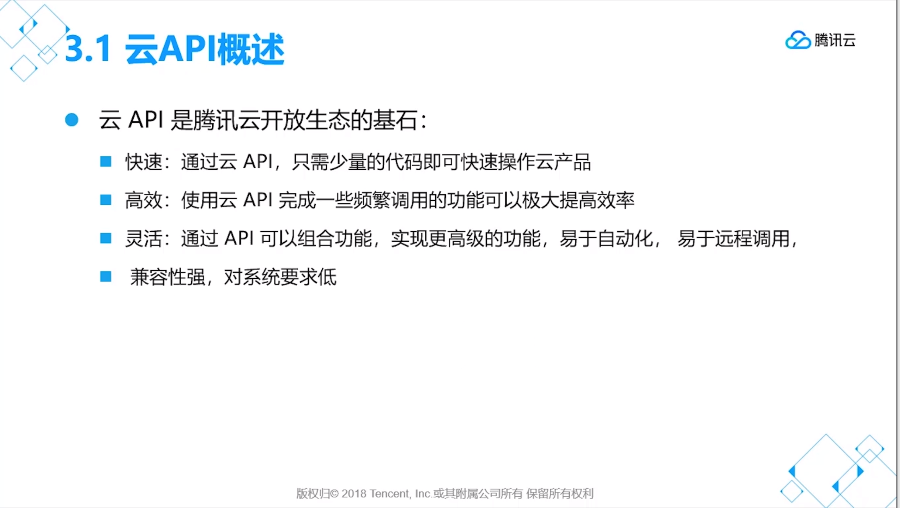 3.1 云API概述
腾讯云
云 API 是腾讯云开放生态的基石：
快速：通过云 API，只需少量的代码即可快速操作云产品
高效：使用云 API 完成一些频繁调用的功能可以极大提高效率
灵活：通过 API 可以组合功能，实现更高级的功能，易于自动化， 易于远程调用，
兼容性强，对系统要求低
版权归© 2018 Tencent, Inc.或其附属公司所有 保留所有权利